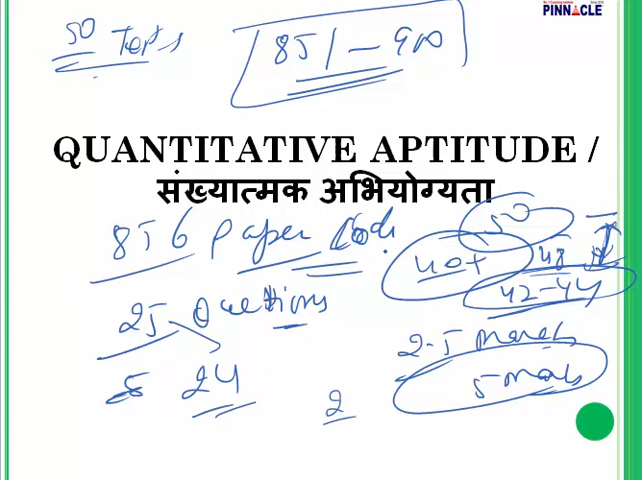 PINNACLE
50 Tests
851 - 900
QUANTITATIVE APTITUDE /
संख्यात्मक अभियोग्यता
856 Paper Code
50
40+
48
42-44
25 Questions
2-5 marks
24
5 marks
2